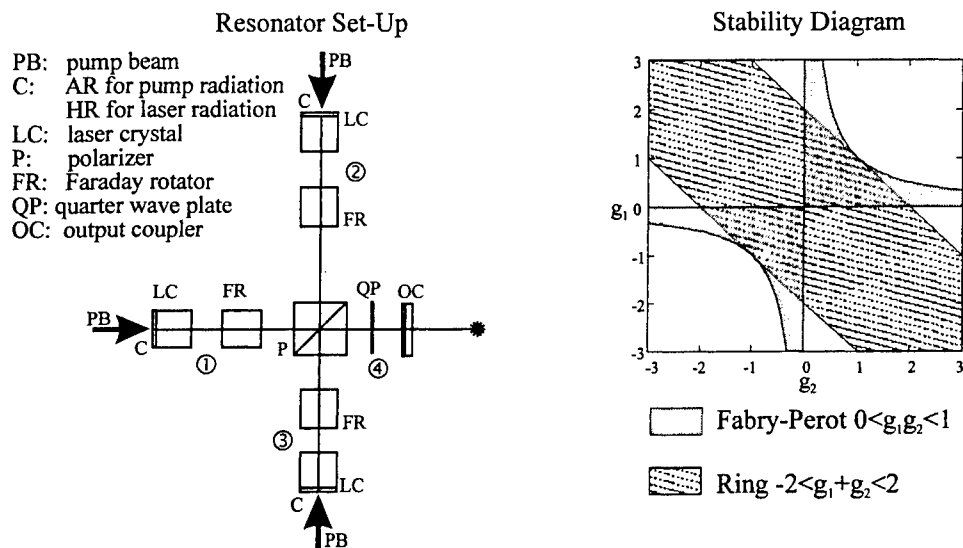 Resonator Set-Up
PB: pump beam
C: AR for pump radiation
HR for laser radiation
LC: laser crystal
P: polarizer
FR: Faraday rotator
QP: quarter wave plate
OC: output coupler
PB
C
LC
②
FR
LC
FR
QP
OC
PB
C
①
P
④
FR
③
C
LC
PB
Stability Diagram
3
2
1
g₁ 0
-1
-2
-3
-3 -2 -1 0 1 2 3
g₂
Fabry-Perot 0<g₁g₂<1
Ring -2<g₁+g₂<2